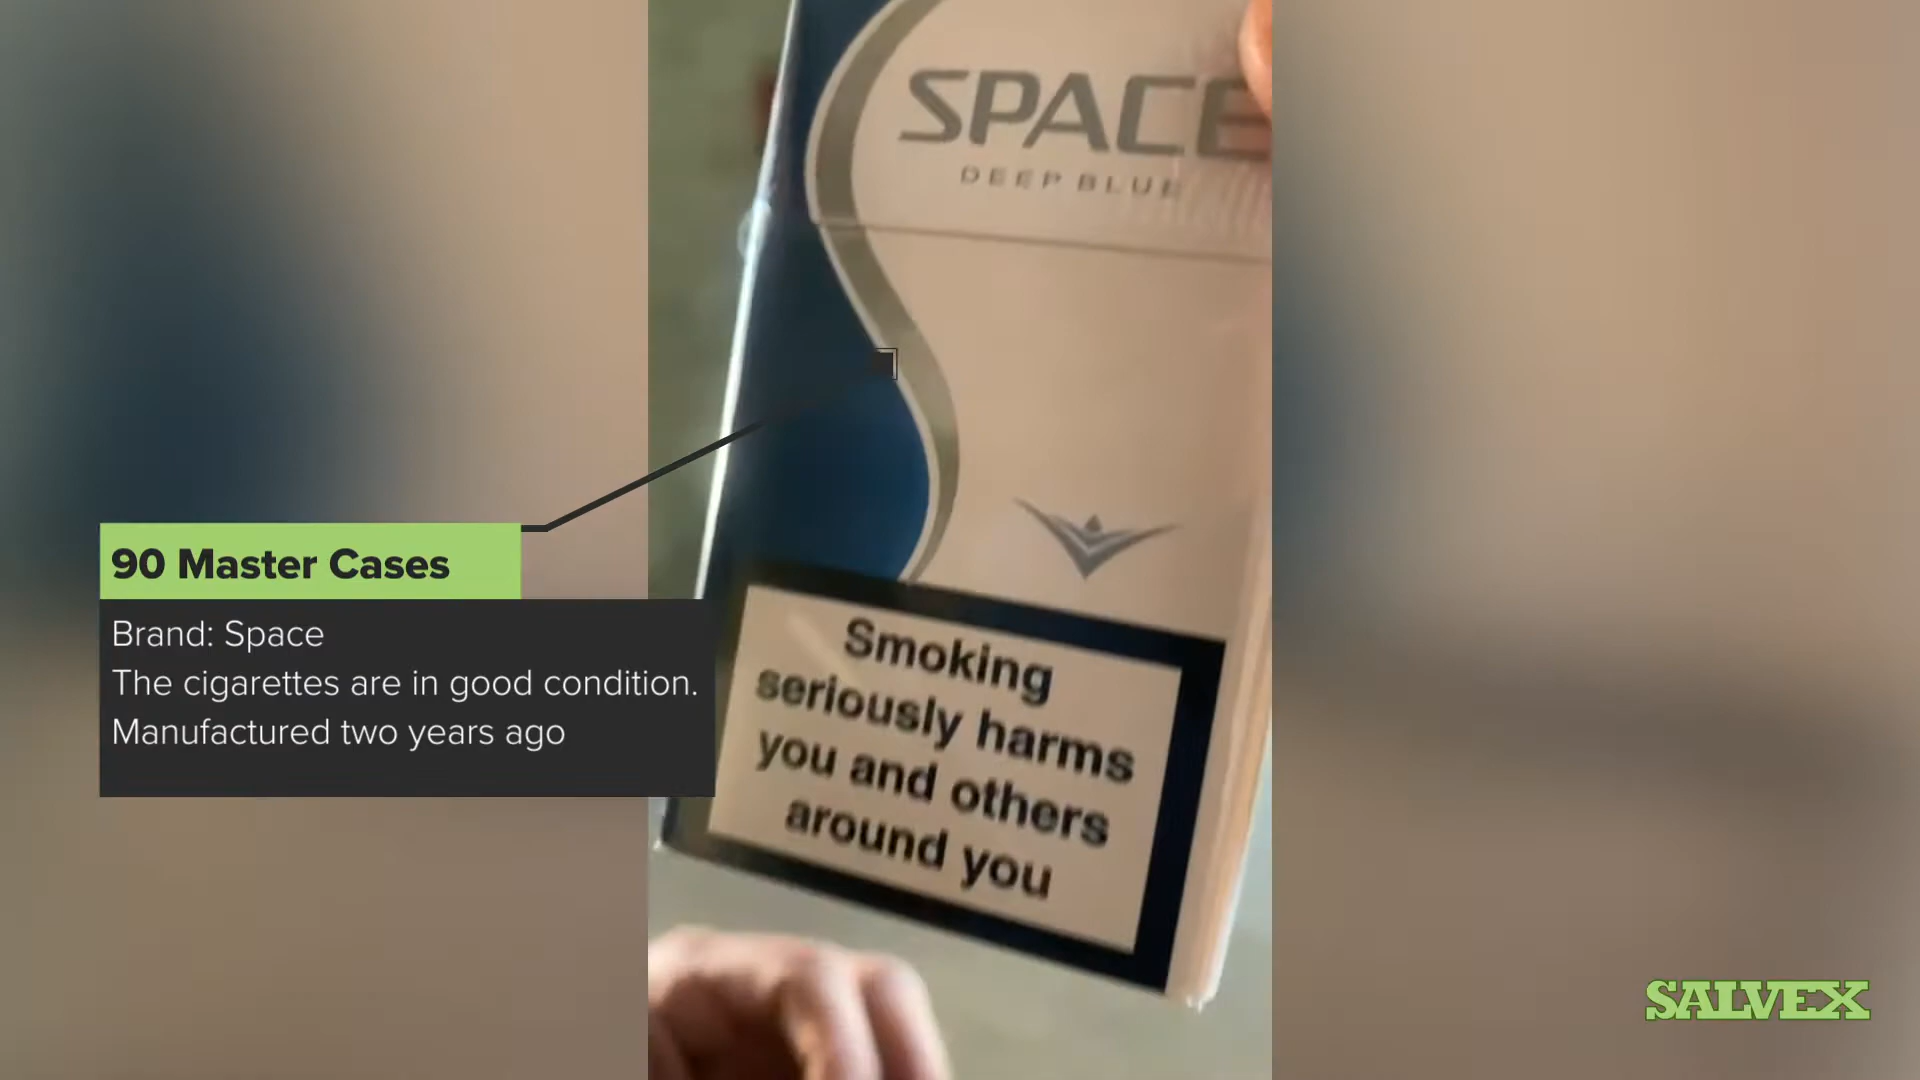 SPACE
DEEP BLUE
90 Master Cases
Brand: Space
The cigarettes are in good condition.
Manufactured two years ago
Smoking
seriously harms
you and others
around you
SALVEX